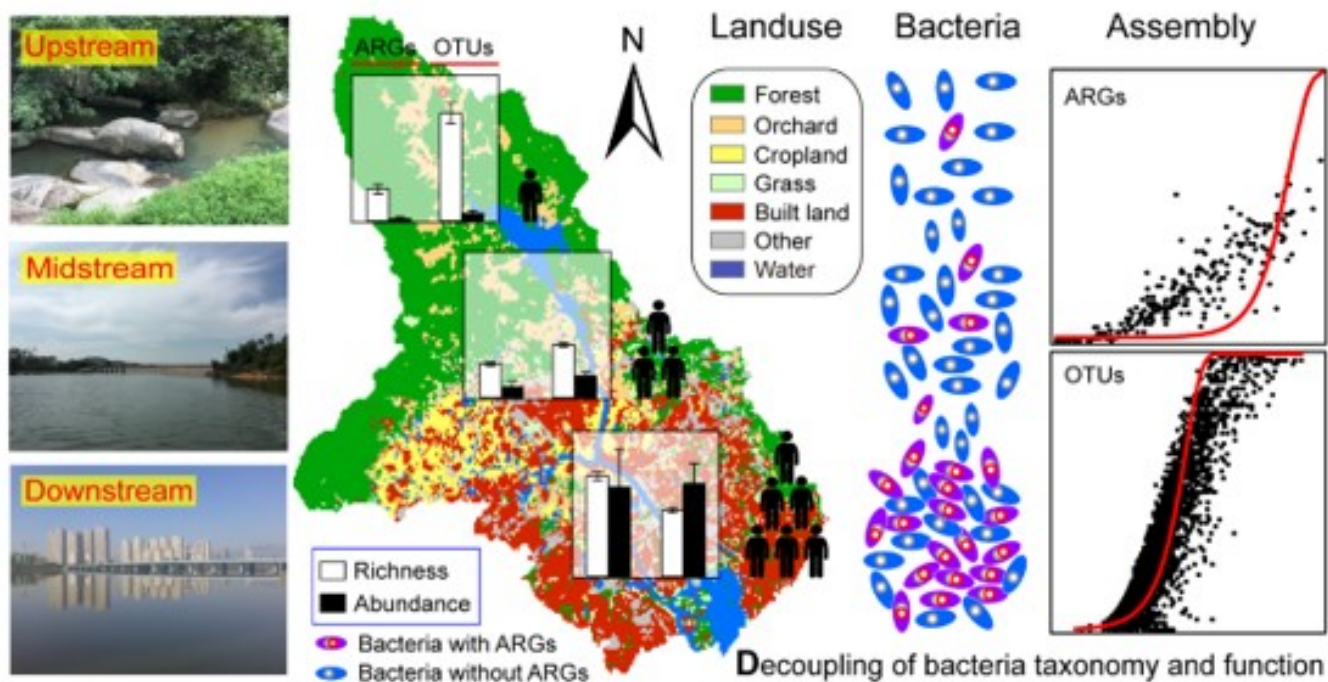 Upstream
Midstream
Downstream
ARGs OTUs
N
Richness
Abundance
Bacteria with ARGs
Bacteria without ARGs
Landuse
Forest
Orchard
Cropland
Grass
Built land
Other
Water
Bacteria
Assembly
ARGs
OTUs
Decoupling of bacteria taxonomy and function